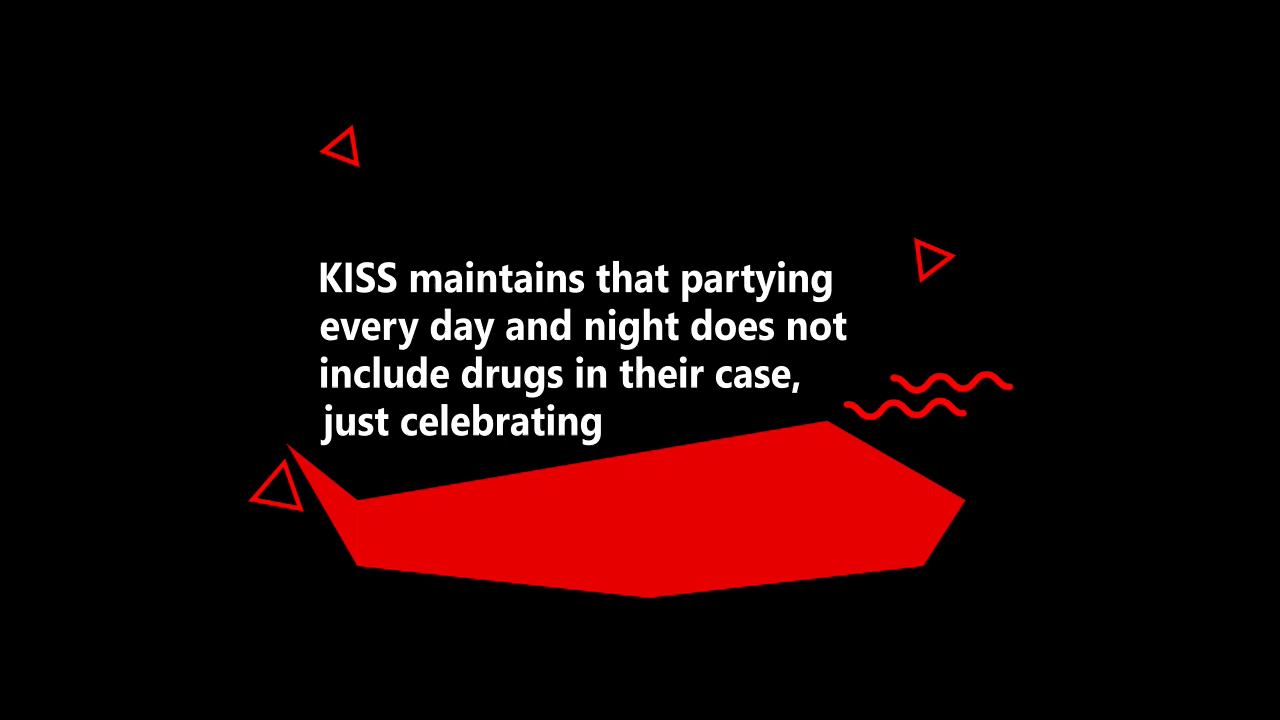 KISS maintains that partying
every day and night does not
include drugs in their case,
just celebrating